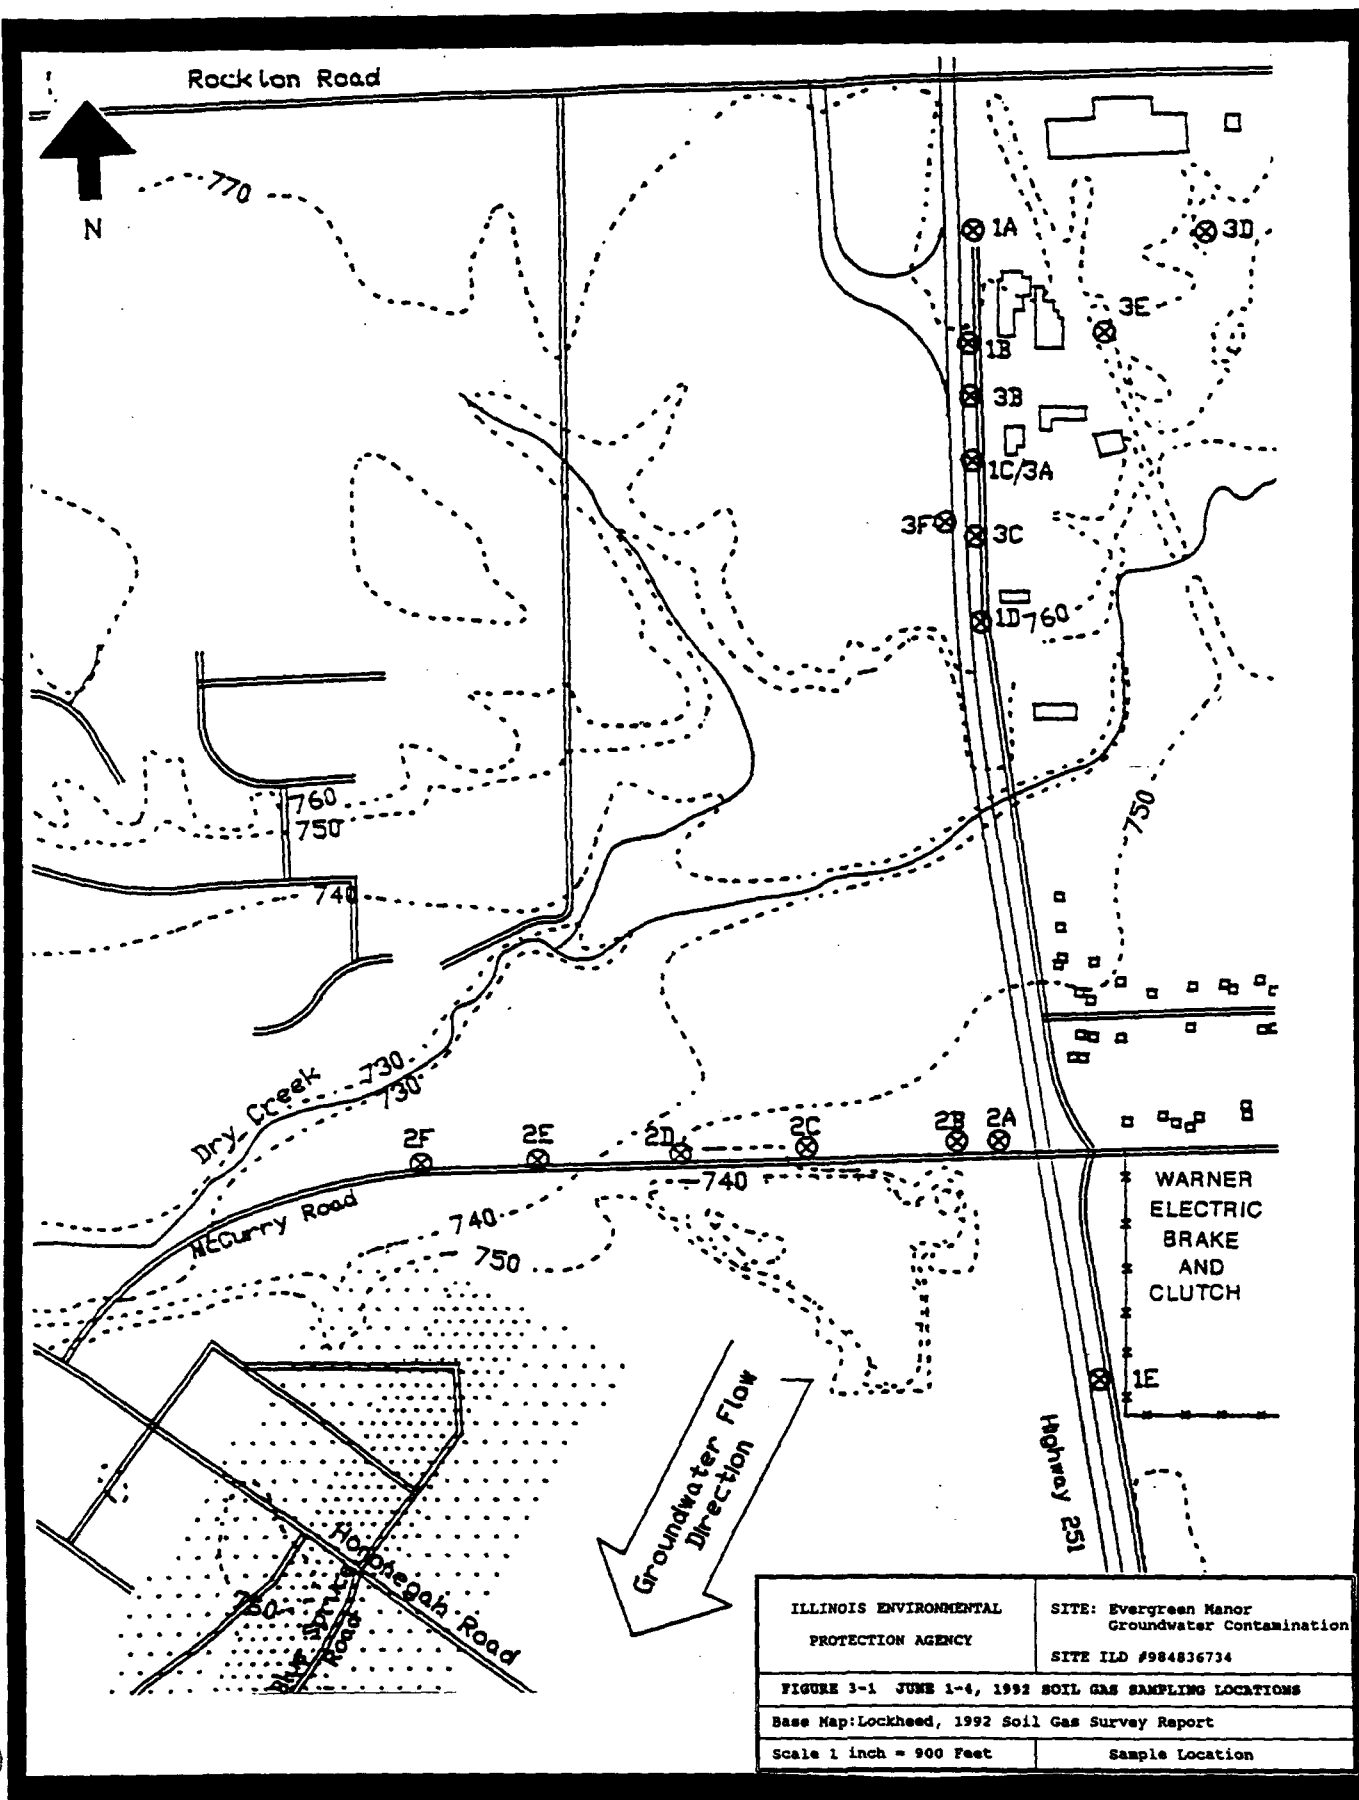 Rockton Road
770
N
1A
3D
3E
1B
3B
1C/3A
3F
3C
1D
760
760
750
750
740
730
730
Dry Creek
2F
2E
2D
2C
2B
2A
740
McCurry Road
740
750
WARNER
ELECTRIC
BRAKE
AND
CLUTCH
1E
Groundwater Flow
Direction
Highway 251
Hononegah Road
760
Blue Spruce
Road
ILLINOIS ENVIRONMENTAL
PROTECTION AGENCY
SITE: Evergreen Manor
Groundwater Contamination
SITE ILD #984836734
FIGURE 3-1 JUNE 1-4, 1992 SOIL GAS SAMPLING LOCATIONS
Base Map:Lockheed, 1992 Soil Gas Survey Report
Scale 1 inch = 900 Feet
Sample Location